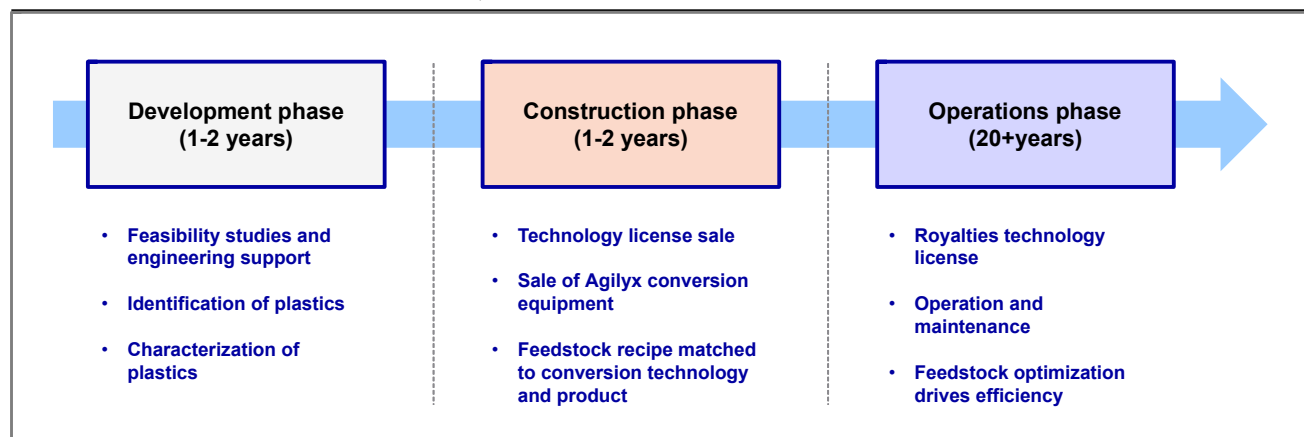 Development phase
(1-2 years)
• Feasibility studies and
engineering support
• Identification of plastics
• Characterization of
plastics
Construction phase
(1-2 years)
• Technology license sale
• Sale of Agilyx conversion
equipment
• Feedstock recipe matched
to conversion technology
and product
Operations phase
(20+years)
• Royalties technology
license
• Operation and
maintenance
• Feedstock optimization
drives efficiency